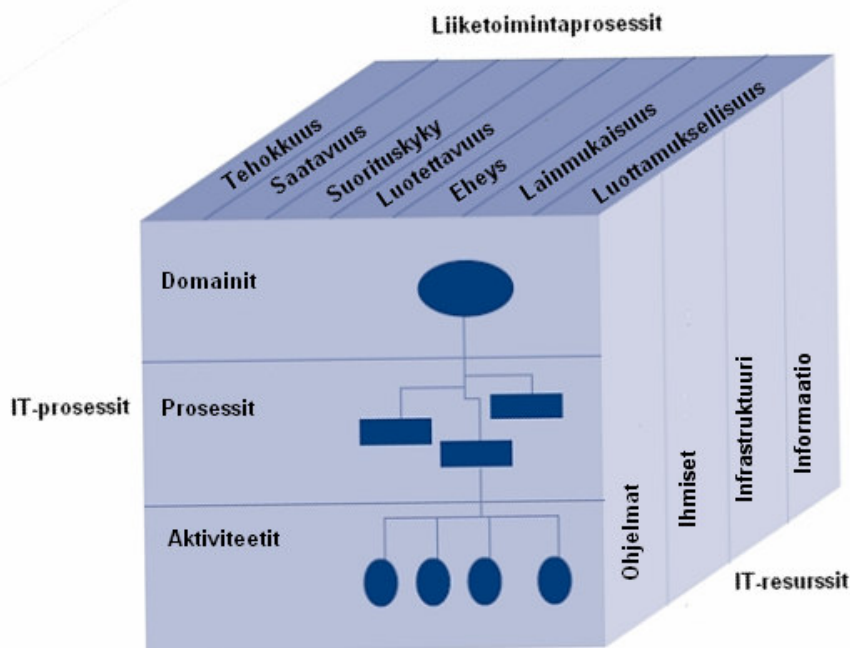 Liiketoimintaprosessit
Tehokkuus
Saatavuus
Suorituskyky
Luotettavuus
Eheys
Lainmukaisuus
Luottamuksellisuus
Domainit
IT-prosessit
Prosessit
Aktiviteetit
Ohjelmat
Ihmiset
Infrastruktuuri
Informaatio
IT-resurssit